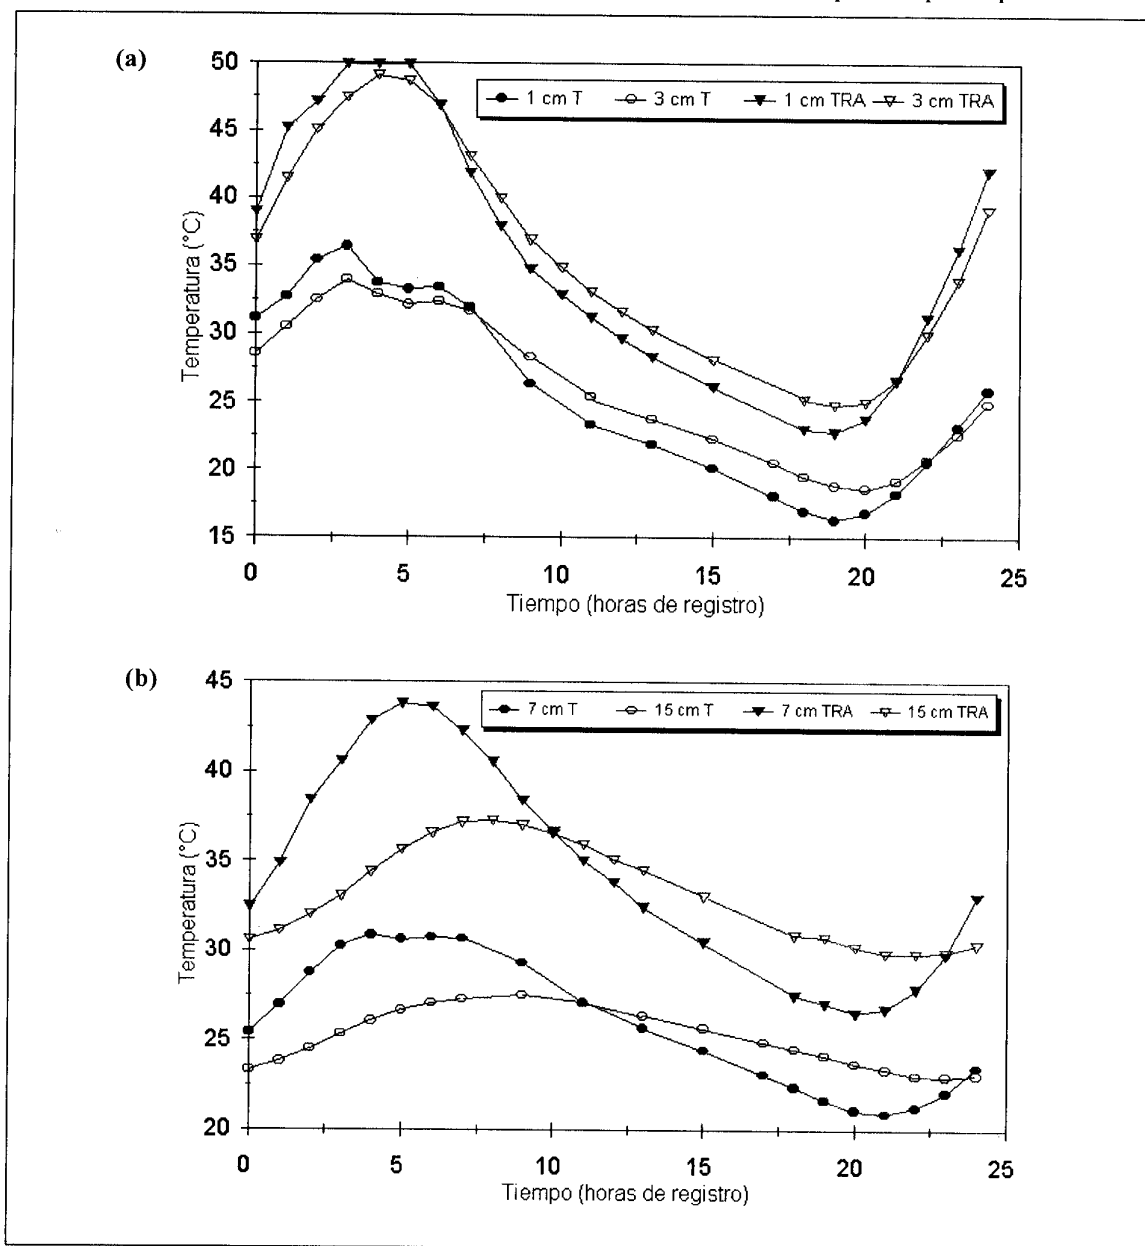 (a)
50
45
40
35
30
25
20
15
Temperatura (°C)
1 cm T 3 cm T 1 cm TRA 3 cm TRA
0 5 10 15 20 25
Tiempo (horas de registro)
(b)
45
40
35
30
25
20
Temperatura (°C)
7 cm T 15 cm T 7 cm TRA 15 cm TRA
0 5 10 15 20 25
Tiempo (horas de registro)